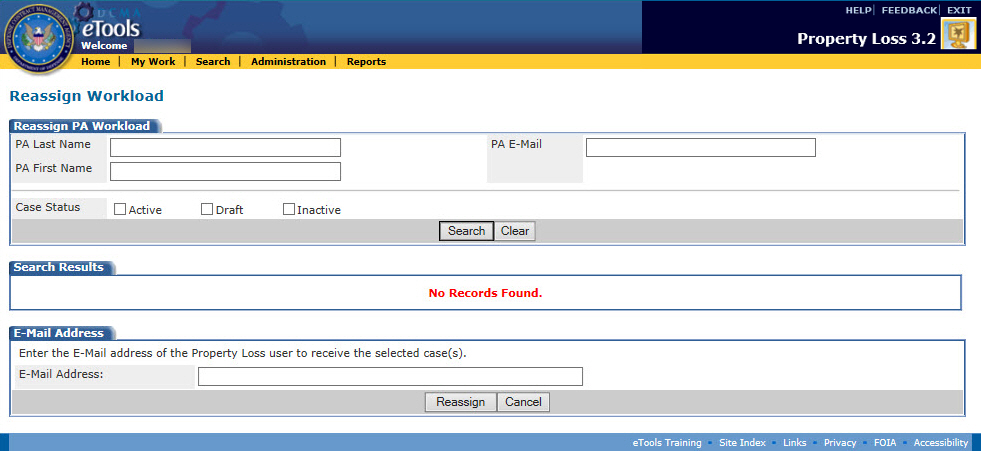 HELP| FEEDBACK| EXIT
DCMA
eTools
Property Loss 3.2
Welcome
Home | My Work | Search | Administration | Reports
Reassign Workload
Reassign PA Workload
PA Last Name PA E-Mail
PA First Name
Case Status Active Draft Inactive
Search Clear
Search Results
No Records Found.
E-Mail Address
Enter the E-Mail address of the Property Loss user to receive the selected case(s).
E-Mail Address:
Reassign Cancel
eTools Training • Site Index • Links • Privacy • FOIA • Accessibility